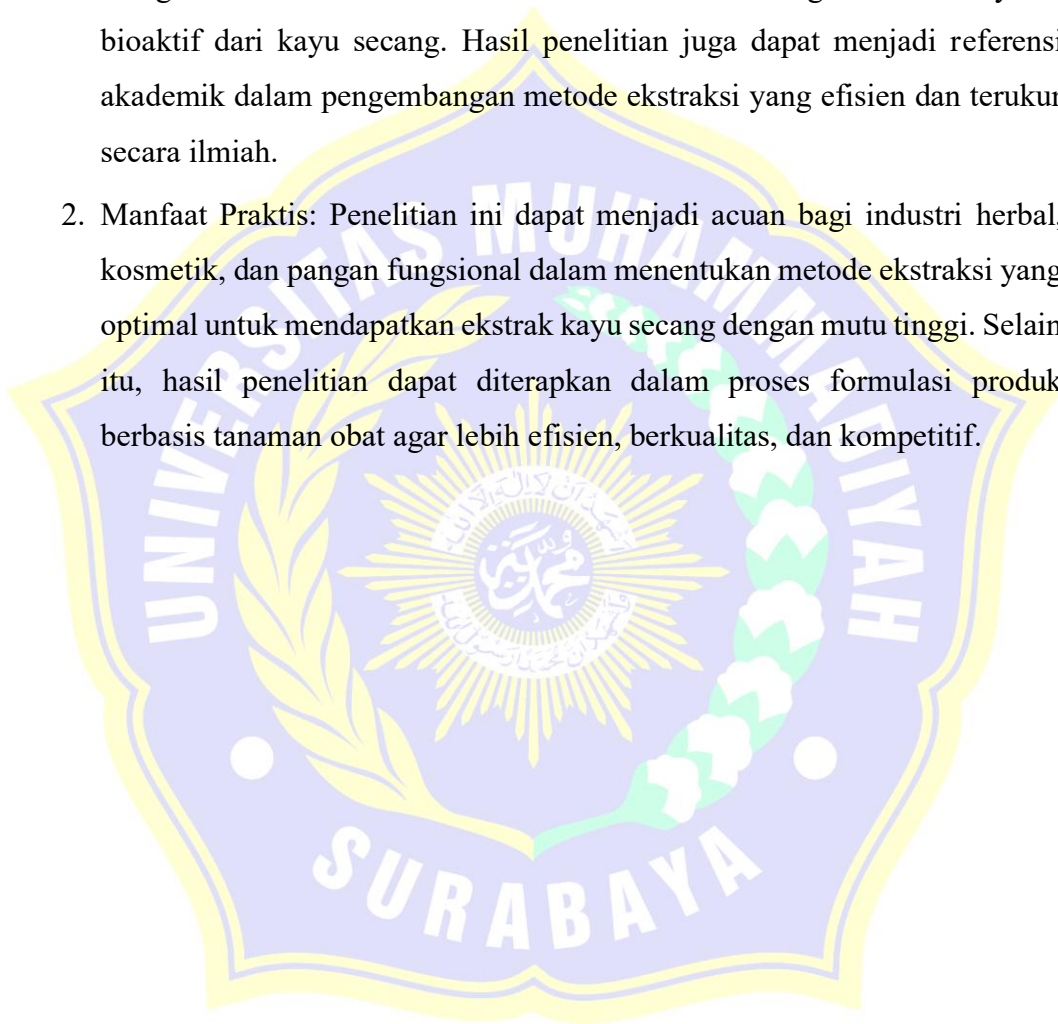 bioaktif dari kayu secang. Hasil penelitian juga dapat menjadi referensi
akademik dalam pengembangan metode ekstraksi yang efisien dan terukur
secara ilmiah.
2. Manfaat Praktis: Penelitian ini dapat menjadi acuan bagi industri herbal,
kosmetik, dan pangan fungsional dalam menentukan metode ekstraksi yang
optimal untuk mendapatkan ekstrak kayu secang dengan mutu tinggi. Selain
itu, hasil penelitian dapat diterapkan dalam proses formulasi produk
berbasis tanaman obat agar lebih efisien, berkualitas, dan kompetitif.
UNIVERSITAS MUHAMMADIYAH
SURABAYA